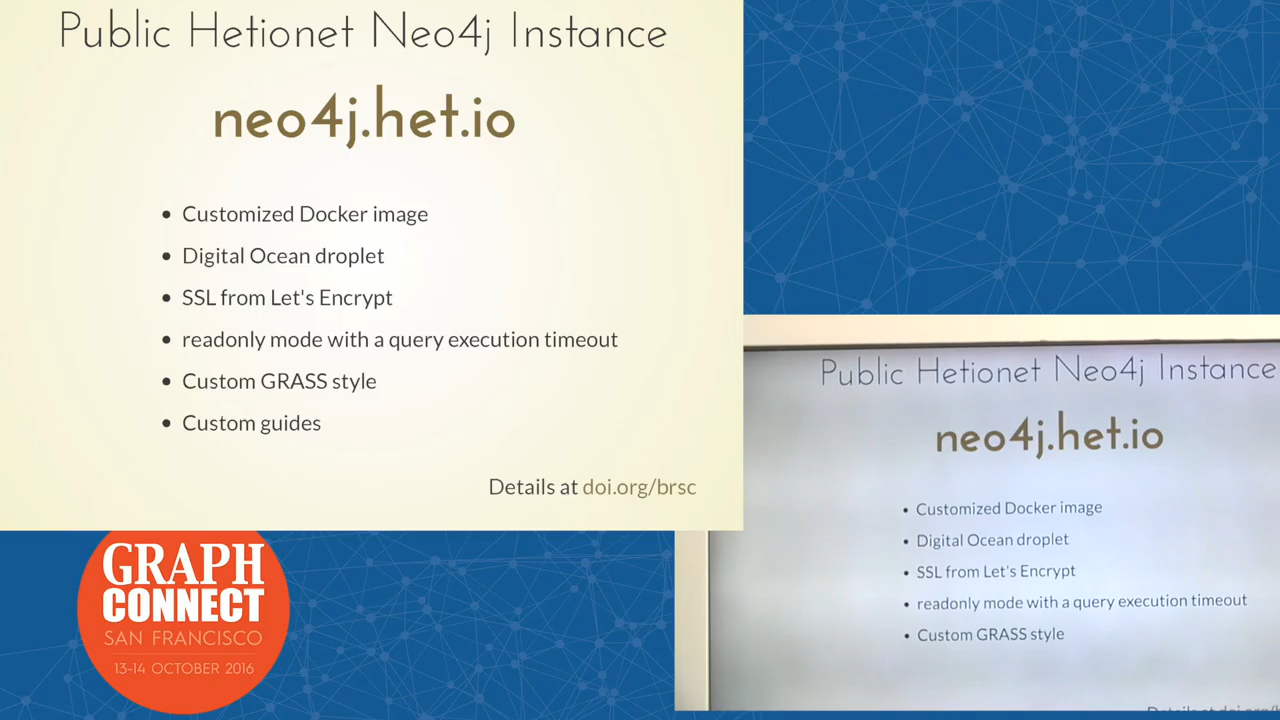 Public Hetionet Neo4j Instance
neo4j.het.io
Customized Docker image
Digital Ocean droplet
SSL from Let's Encrypt
readonly mode with a query execution timeout
Custom GRASS style
Custom guides
Details at doi.org/brsc
GRAPH
CONNECT
SAN FRANCISCO
13-14 OCTOBER 2016
Public Hetionet Neo4j Instance
neo4j.het.io
Customized Docker image
Digital Ocean droplet
SSL from Let's Encrypt
readonly mode with a query execution timeout
Custom GRASS style